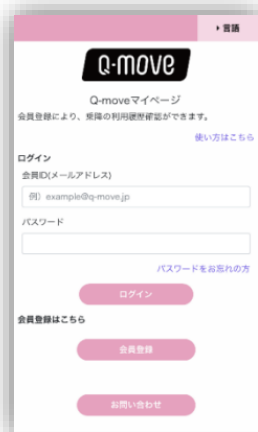 言語
Q-move
Q-moveマイページ
会員登録により、乗降の利用履歴確認ができます。
使い方はこちら
ログイン
会員ID(メールアドレス)
例）example@q-move.jp
パスワード
パスワードをお忘れの方
ログイン
会員登録はこちら
会員登録
お問い合わせ